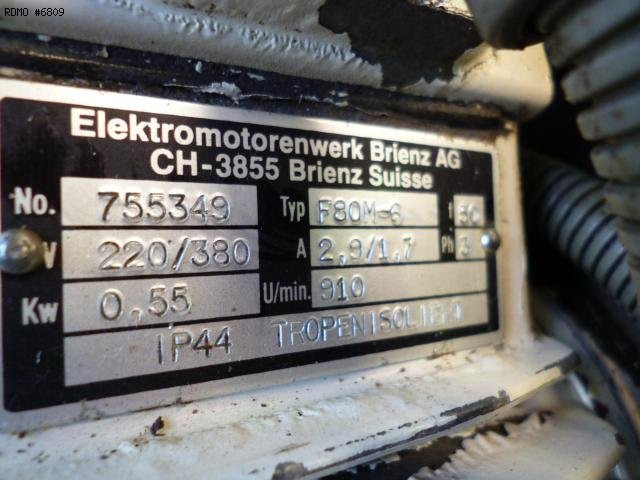 RDMO #6809
Elektromotorenwerk Brienz AG
CH-3855 Brienz Suisse
No. 755349 Typ F80M-6 f 50
V 220/380 A 2,9/1,7 Ph 3
Kw 0,55 U/min. 910
IP44 TROPENISOLIERT